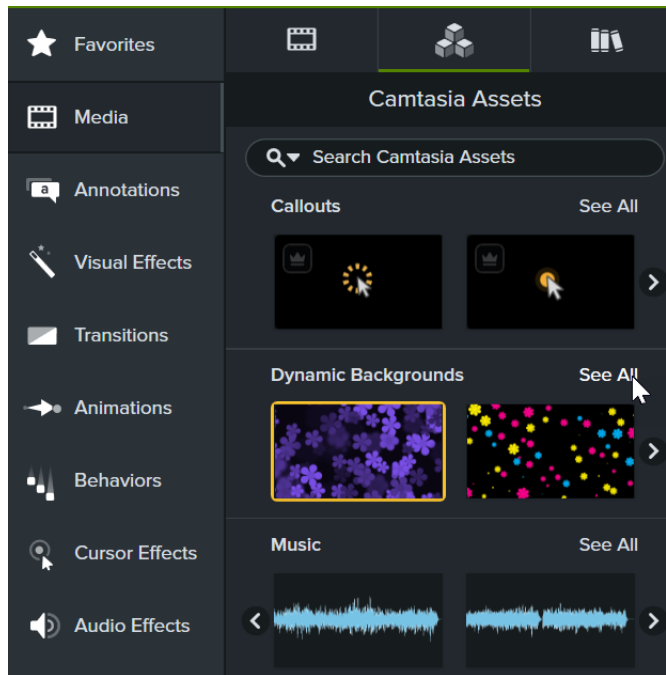 Favorites
Media
Annotations
a
Visual Effects
Transitions
Animations
Behaviors
Cursor Effects
Audio Effects
Camtasia Assets
Search Camtasia Assets
Callouts See All
Dynamic Backgrounds See All
Music See All